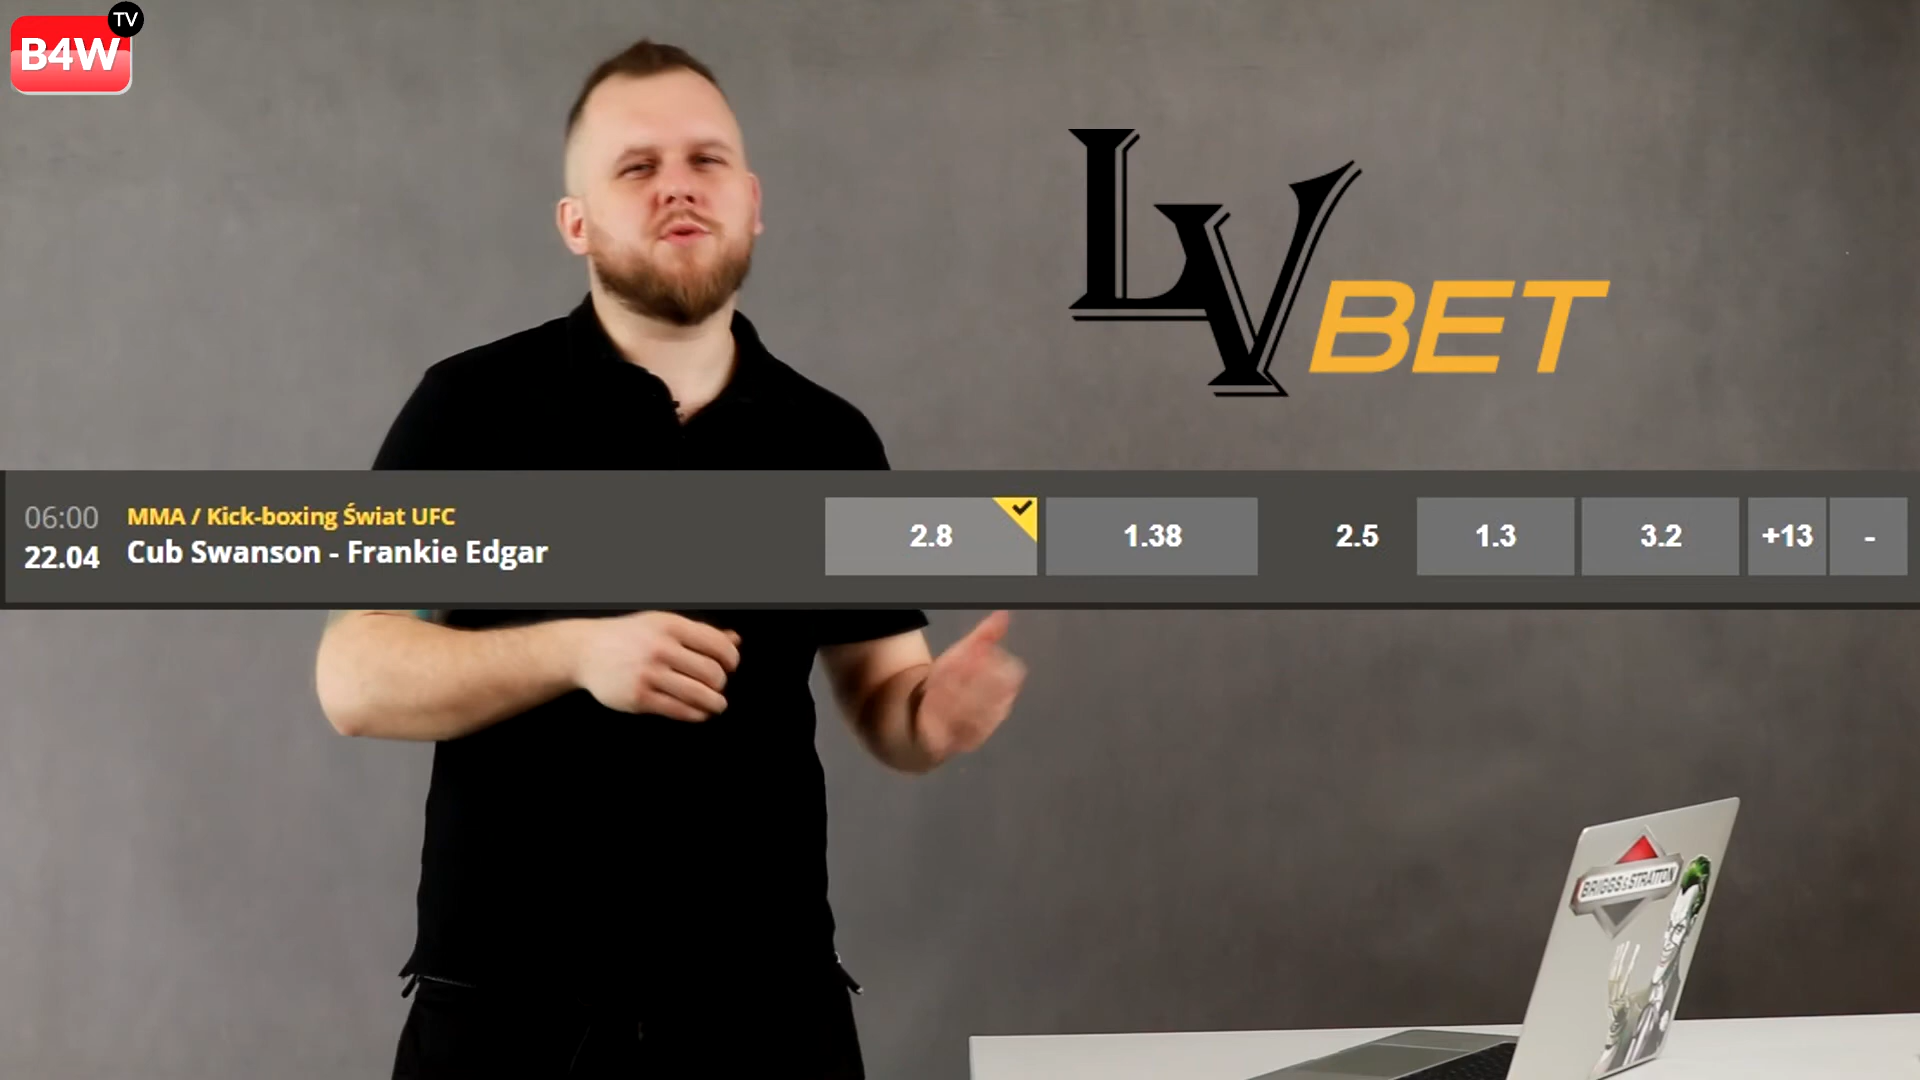 TV
B4W
LV BET
06:00 MMA / Kick-boxing Świat UFC
22.04 Cub Swanson - Frankie Edgar
2.8 1.38 2.5 1.3 3.2 +13 -
BRIGGS & STRATTON